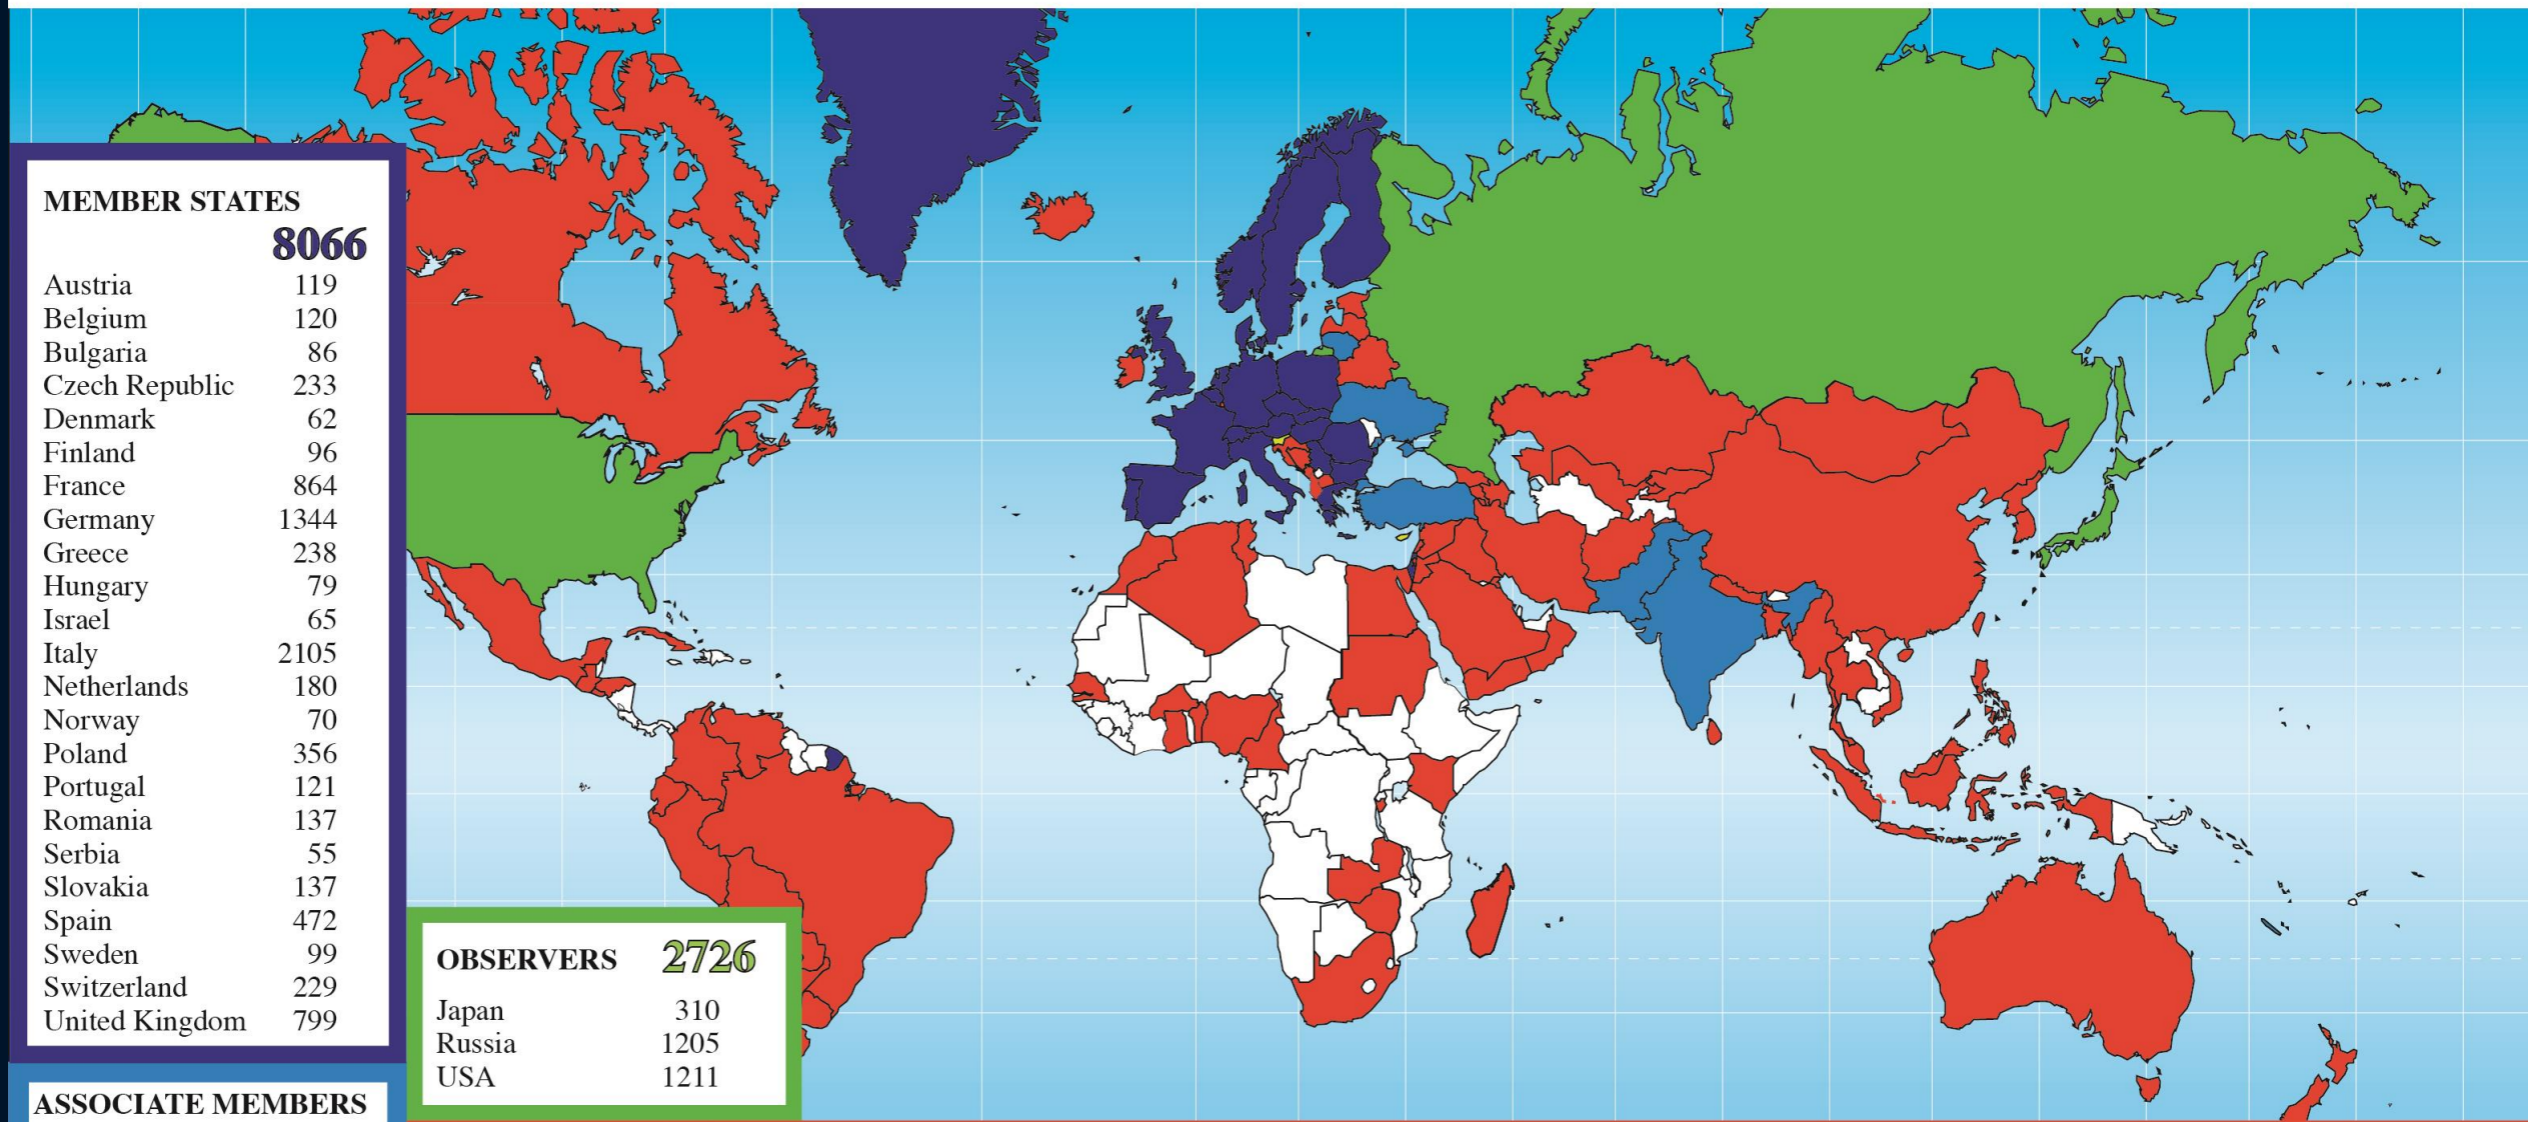 MEMBER STATES
8066
Austria 119
Belgium 120
Bulgaria 86
Czech Republic 233
Denmark 62
Finland 96
France 864
Germany 1344
Greece 238
Hungary 79
Israel 65
Italy 2105
Netherlands 180
Norway 70
Poland 356
Portugal 121
Romania 137
Serbia 55
Slovakia 137
Spain 472
Sweden 99
Switzerland 229
United Kingdom 799
ASSOCIATE MEMBERS
OBSERVERS 2726
Japan 310
Russia 1205
USA 1211